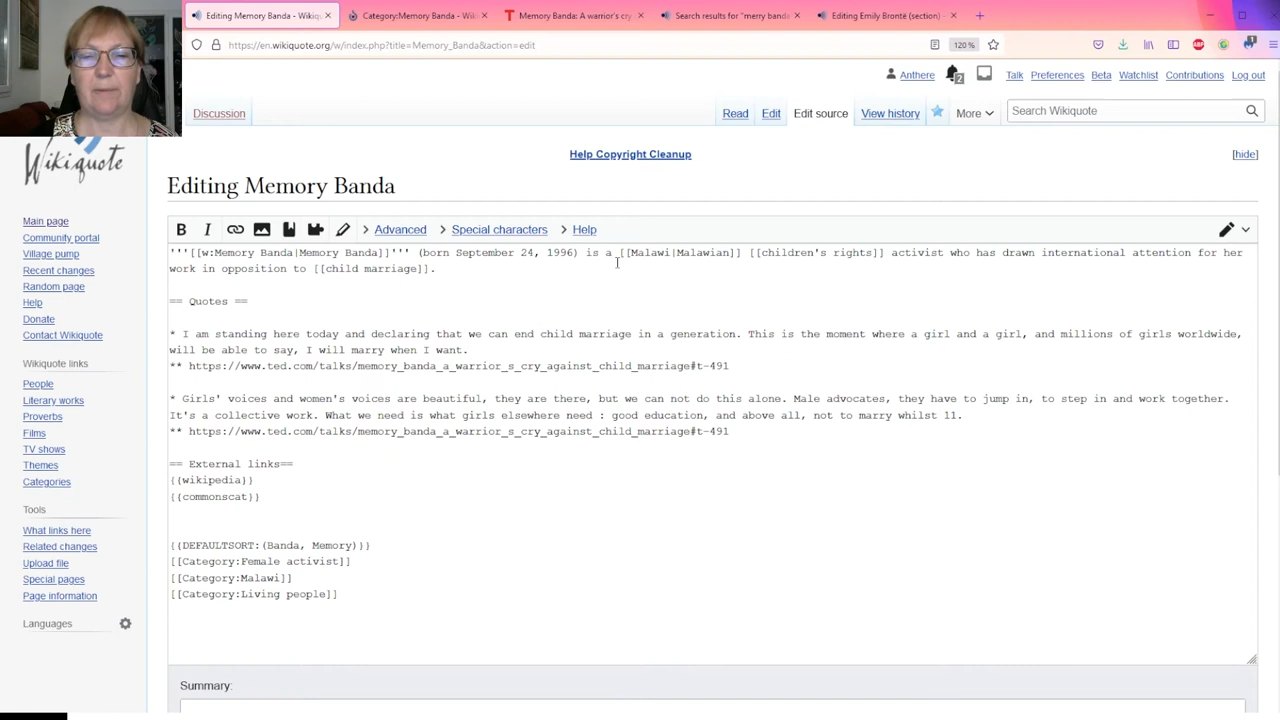 Editing Memory Banda - Wikiq
Category:Memory Banda - Wiki
Memory Banda: A warrior's cry
Search results for "merry banda
Editing Emily Brontë (section) -
https://en.wikiquote.org/w/index.php?title=Memory_Banda&action=edit
120 %
ABP
Anthere
2
Talk
Preferences
Beta
Watchlist
Contributions
Log out
Discussion
Read
Edit
Edit source
View history
More
Search Wikiquote
Wikiquote
Help Copyright Cleanup
[hide]
Editing Memory Banda
Main page
Community portal
Village pump
Recent changes
Random page
Help
Donate
Contact Wikiquote
Wikiquote links
People
Literary works
Proverbs
Films
TV shows
Themes
Categories
Tools
What links here
Related changes
Upload file
Special pages
Page information
Languages
B I Advanced Special characters Help
'''[[w:Memory Banda|Memory Banda]]''' (born September 24, 1996) is a [[Malawi|Malawian]] [[children's rights]] activist who has drawn international attention for her
work in opposition to [[child marriage]].
== Quotes ==
* I am standing here today and declaring that we can end child marriage in a generation. This is the moment where a girl and a girl, and millions of girls worldwide,
will be able to say, I will marry when I want.
** https://www.ted.com/talks/memory_banda_a_warrior_s_cry_against_child_marriage#t-491
* Girls' voices and women's voices are beautiful, they are there, but we can not do this alone. Male advocates, they have to jump in, to step in and work together.
It's a collective work. What we need is what girls elsewhere need : good education, and above all, not to marry whilst 11.
** https://www.ted.com/talks/memory_banda_a_warrior_s_cry_against_child_marriage#t-491
== External links==
{{wikipedia}}
{{commonscat}}
{{DEFAULTSORT:(Banda, Memory)}}
[[Category:Female activist]]
[[Category:Malawi]]
[[Category:Living people]]
Summary: